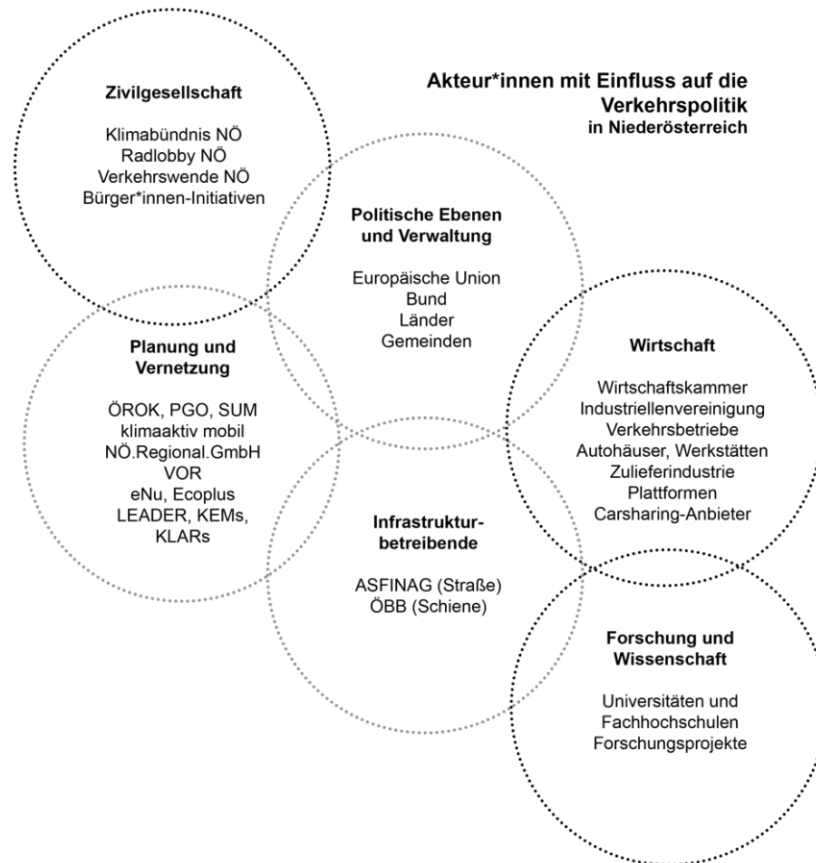 Akteur*innen mit Einfluss auf die
Verkehrspolitik
in Niederösterreich
Zivilgesellschaft
Klimabündnis NÖ
Radlobby NÖ
Verkehrswende NÖ
Bürger*innen-Initiativen
Politische Ebenen
und Verwaltung
Europäische Union
Bund
Länder
Gemeinden
Planung und
Vernetzung
ÖROK, PGO, SUM
klimaaktiv mobil
NÖ.Regional.GmbH
VOR
eNu, Ecoplus
LEADER, KEMs,
KLARs
Wirtschaft
Wirtschaftskammer
Industriellenvereinigung
Verkehrsbetriebe
Autohäuser, Werkstätten
Zulieferindustrie
Plattformen
Carsharing-Anbieter
Infrastruktur-
betreibende
ASFINAG (Straße)
ÖBB (Schiene)
Forschung und
Wissenschaft
Universitäten und
Fachhochschulen
Forschungsprojekte